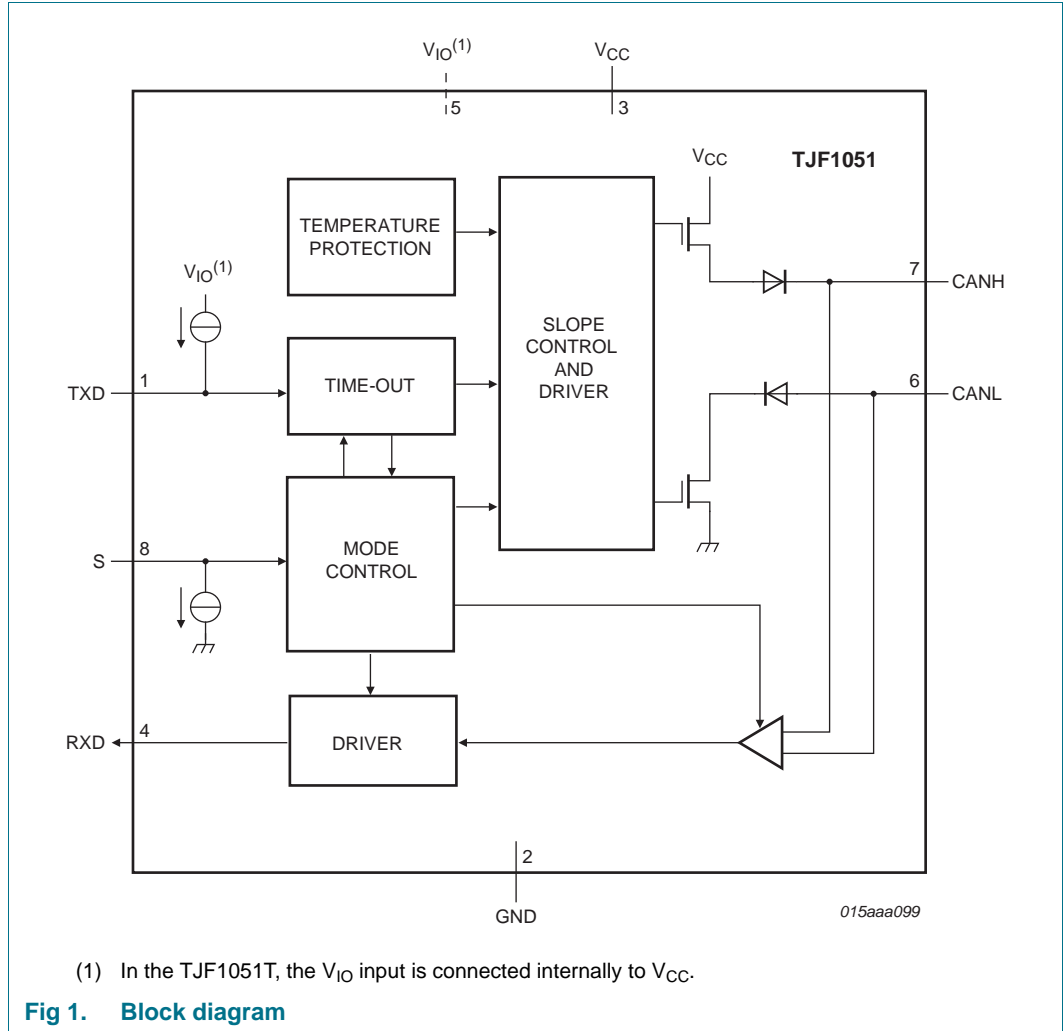 VIO(1)
VCC
5
3
VCC
TJF1051
TEMPERATURE
PROTECTION
VIO(1)
7
CANH
SLOPE
CONTROL
AND
DRIVER
TXD
1
TIME-OUT
6
CANL
S
8
MODE
CONTROL
RXD
4
DRIVER
2
GND
015aaa099
(1) In the TJF1051T, the VIO input is connected internally to VCC.
Fig 1. Block diagram